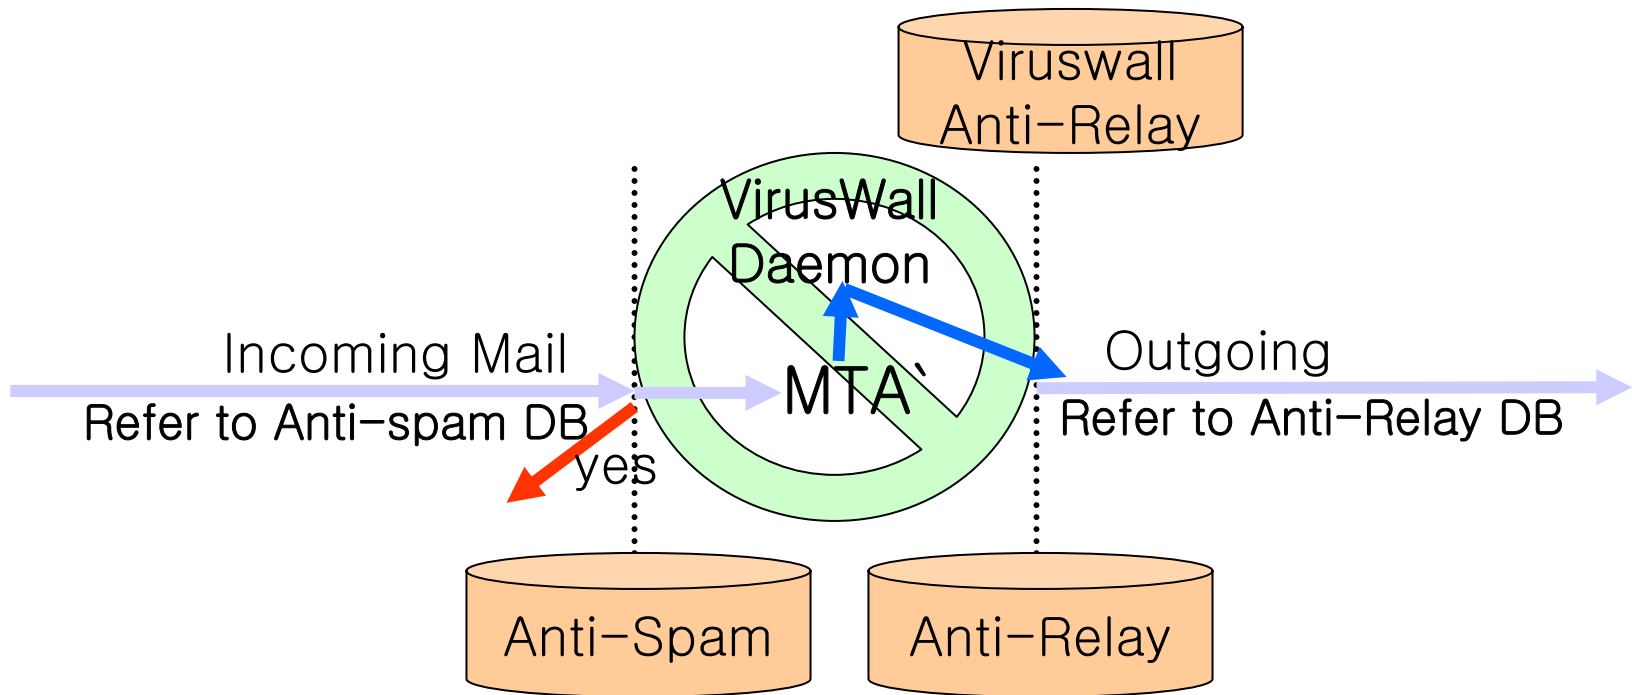 Viruswall
Anti-Relay
VirusWall
Daemon
Incoming Mail
Outgoing
MTA`
Refer to Anti-spam DB
Refer to Anti-Relay DB
yes
Anti-Spam
Anti-Relay